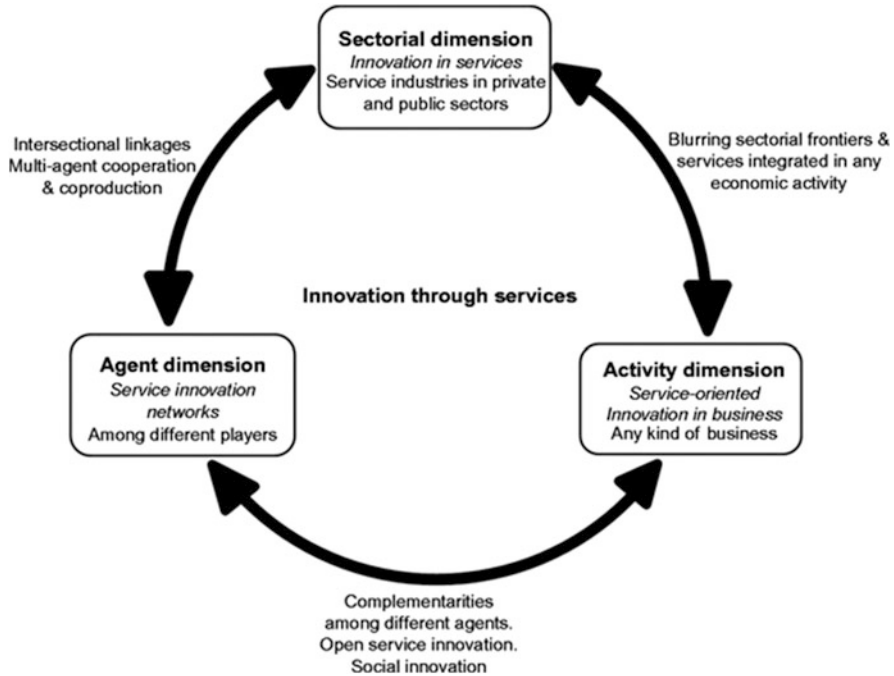 Sectorial dimension
Innovation in services
Service industries in private
and public sectors
Intersectional linkages
Multi-agent cooperation
& coproduction
Blurring sectorial frontiers &
services integrated in any
economic activity
Innovation through services
Agent dimension
Service innovation
networks
Among different players
Activity dimension
Service-oriented
Innovation in business
Any kind of business
Complementarities
among different agents.
Open service innovation.
Social innovation